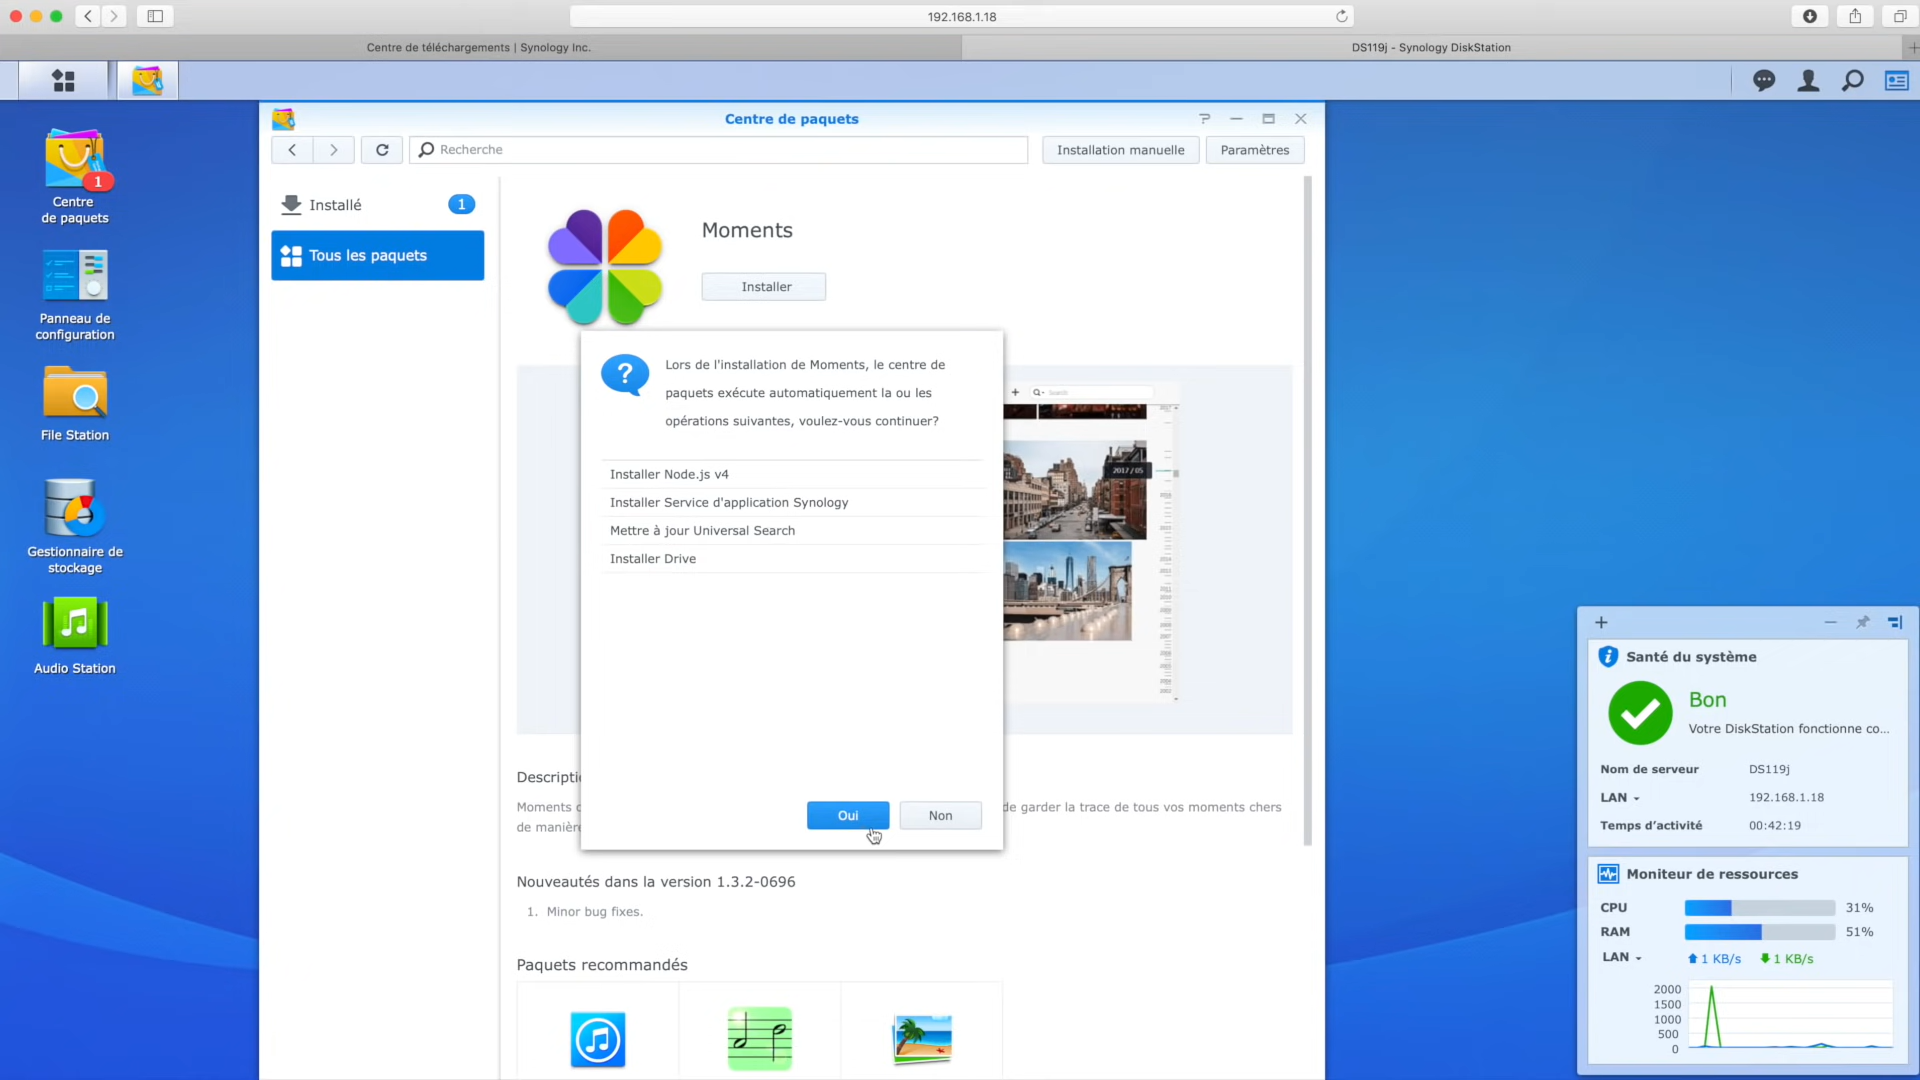 192.168.1.18
Centre de téléchargements | Synology Inc.
DS119j - Synology DiskStation
Centre de paquets
Recherche
Installation manuelle
Paramètres
1
Centre
de paquets
Panneau de
configuration
File Station
Gestionnaire de
stockage
Audio Station
Installé
1
Tous les paquets
Moments
Installer
Lors de l'installation de Moments, le centre de
paquets exécute automatiquement la ou les
opérations suivantes, voulez-vous continuer?
Installer Node.js v4
Installer Service d'application Synology
Mettre à jour Universal Search
Installer Drive
Oui
Non
Search
2017 / 05
Descripti
Moments
de garder la trace de tous vos moments chers
de manière
Nouveautés dans la version 1.3.2-0696
1. Minor bug fixes.
Paquets recommandés
Santé du système
Bon
Votre DiskStation fonctionne co...
Nom de serveur DS119j
LAN 192.168.1.18
Temps d'activité 00:42:19
Moniteur de ressources
CPU 31%
RAM 51%
LAN 1 KB/s 1 KB/s
2000
1500
1000
500
0